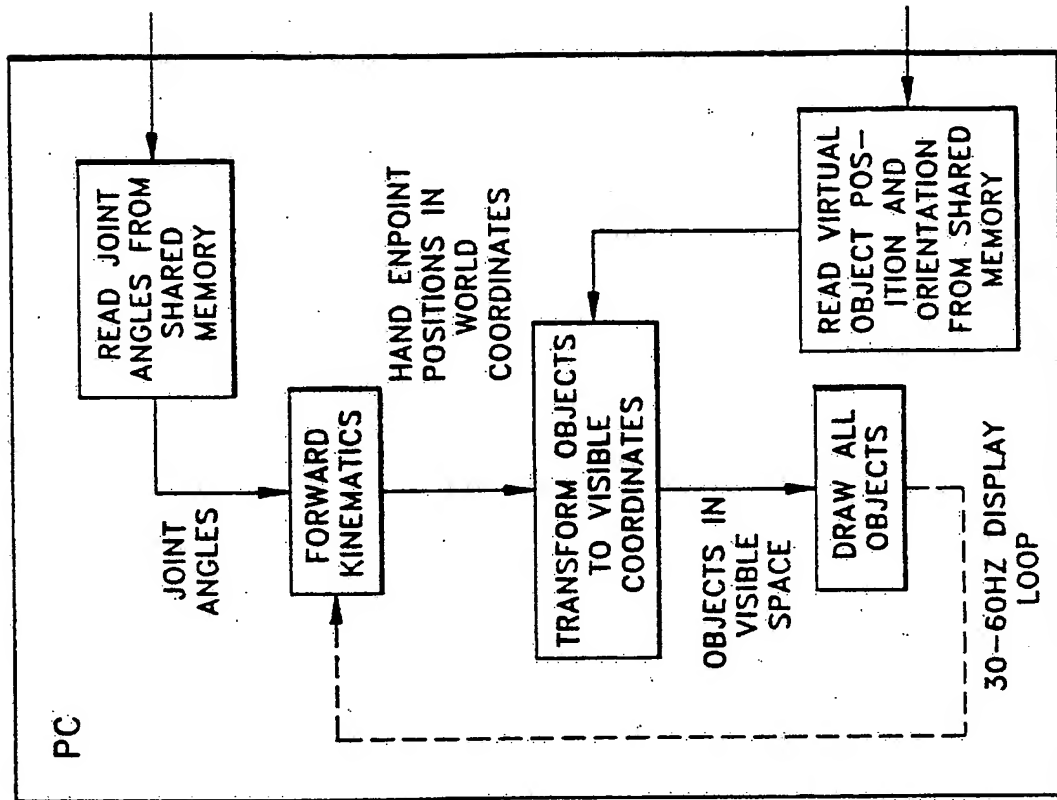 PC
READ JOINT
ANGLES FROM
SHARED
MEMORY
JOINT
ANGLES
FORWARD
KINEMATICS
HAND ENPOINT
POSITIONS IN
WORLD
COORDINATES
TRANSFORM OBJECTS
TO VISIBLE
COORDINATES
READ VIRTUAL
OBJECT POS-
ITION AND
ORIENTATION
FROM SHARED
MEMORY
OBJECTS IN
VISIBLE
SPACE
DRAW ALL
OBJECTS
30-60HZ DISPLAY
LOOP